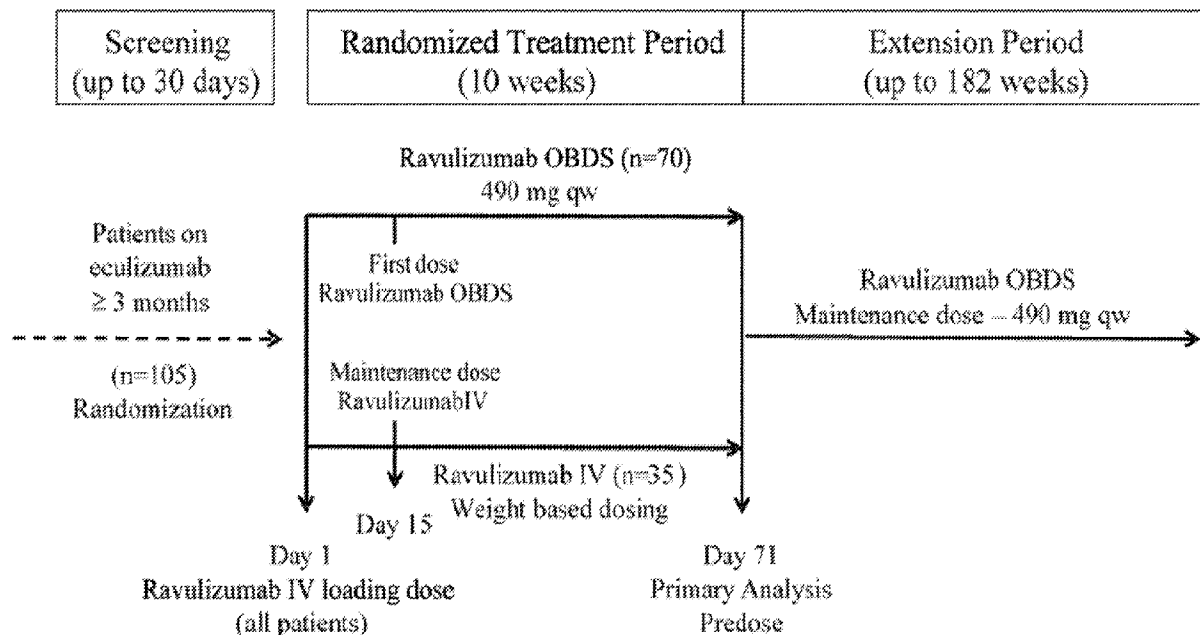 Screening
(up to 30 days)
Randomized Treatment Period
(10 weeks)
Extension Period
(up to 182 weeks)
Ravulizumab OBDS (n=70)
490 mg qw
Patients on
eculizumab
≥ 3 months
(n=105)
Randomization
First dose
Ravulizumab OBDS
Maintenance dose
RavulizumabIV
Ravulizumab OBDS
Maintenance dose – 490 mg qw
Ravulizumab IV (n=35)
Weight based dosing
Day 15
Day 1
Ravulizumab IV loading dose
(all patients)
Day 71
Primary Analysis
Predose